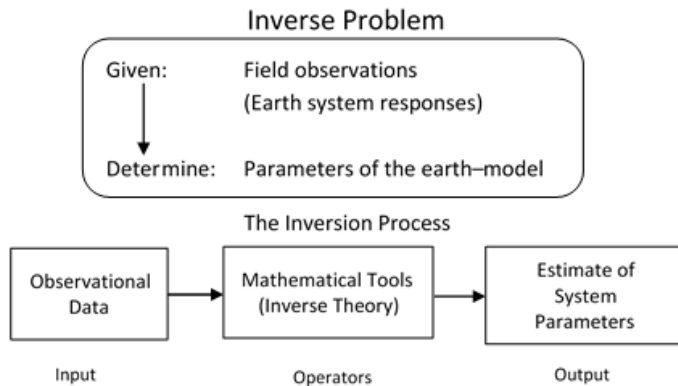 Inverse Problem
Given: Field observations
(Earth system responses)
Determine: Parameters of the earth–model
The Inversion Process
Observational
Data
Mathematical Tools
(Inverse Theory)
Estimate of
System
Parameters
Input
Operators
Output